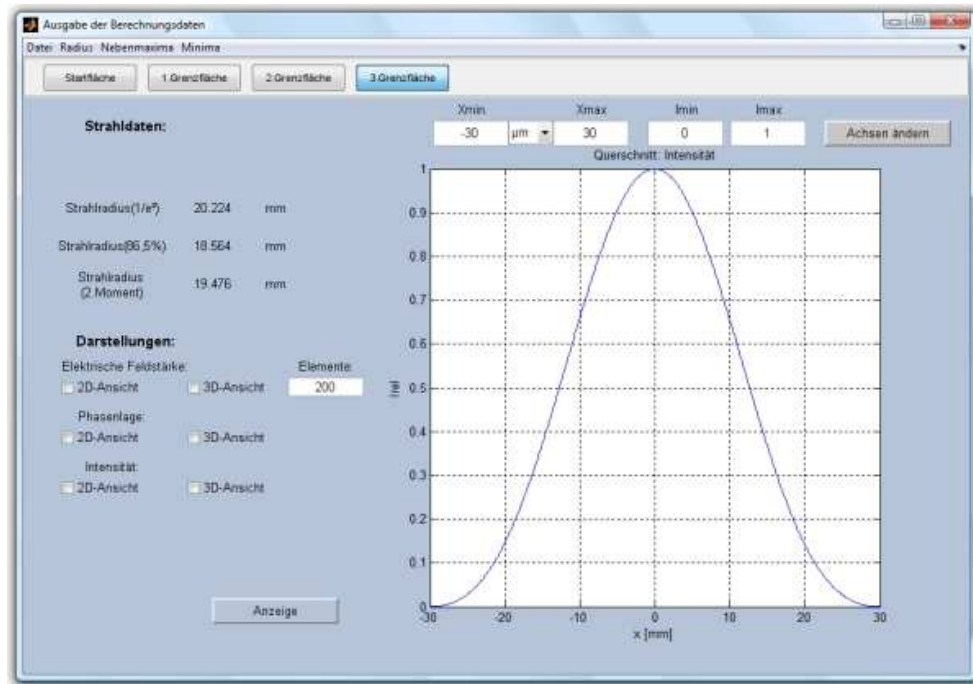 Ausgabe der Berechnungsdaten
Datei Radius Nebenmaxima Minima
Startfläche 1.Grenzfläche 2.Grenzfläche 3.Grenzfläche
Strahldaten:
Xmin Xmax Imin Imax
-30 µm 30 0 1 Achsen ändern
Querschnitt: Intensität
Strahlradius(1/e²) 20.224 mm
Strahlradius(86,5%) 18.564 mm
Strahlradius
(2.Moment) 19.476 mm
Darstellungen:
Elektrische Feldstärke: Elemente:
2D-Ansicht 3D-Ansicht 200
Phasenlage:
2D-Ansicht 3D-Ansicht
Intensität:
2D-Ansicht 3D-Ansicht
Anzeige
1
0.9
0.8
0.7
0.6
0.5
0.4
0.3
0.2
0.1
0
Irel
-30 -20 -10 0 10 20 30
x [mm]